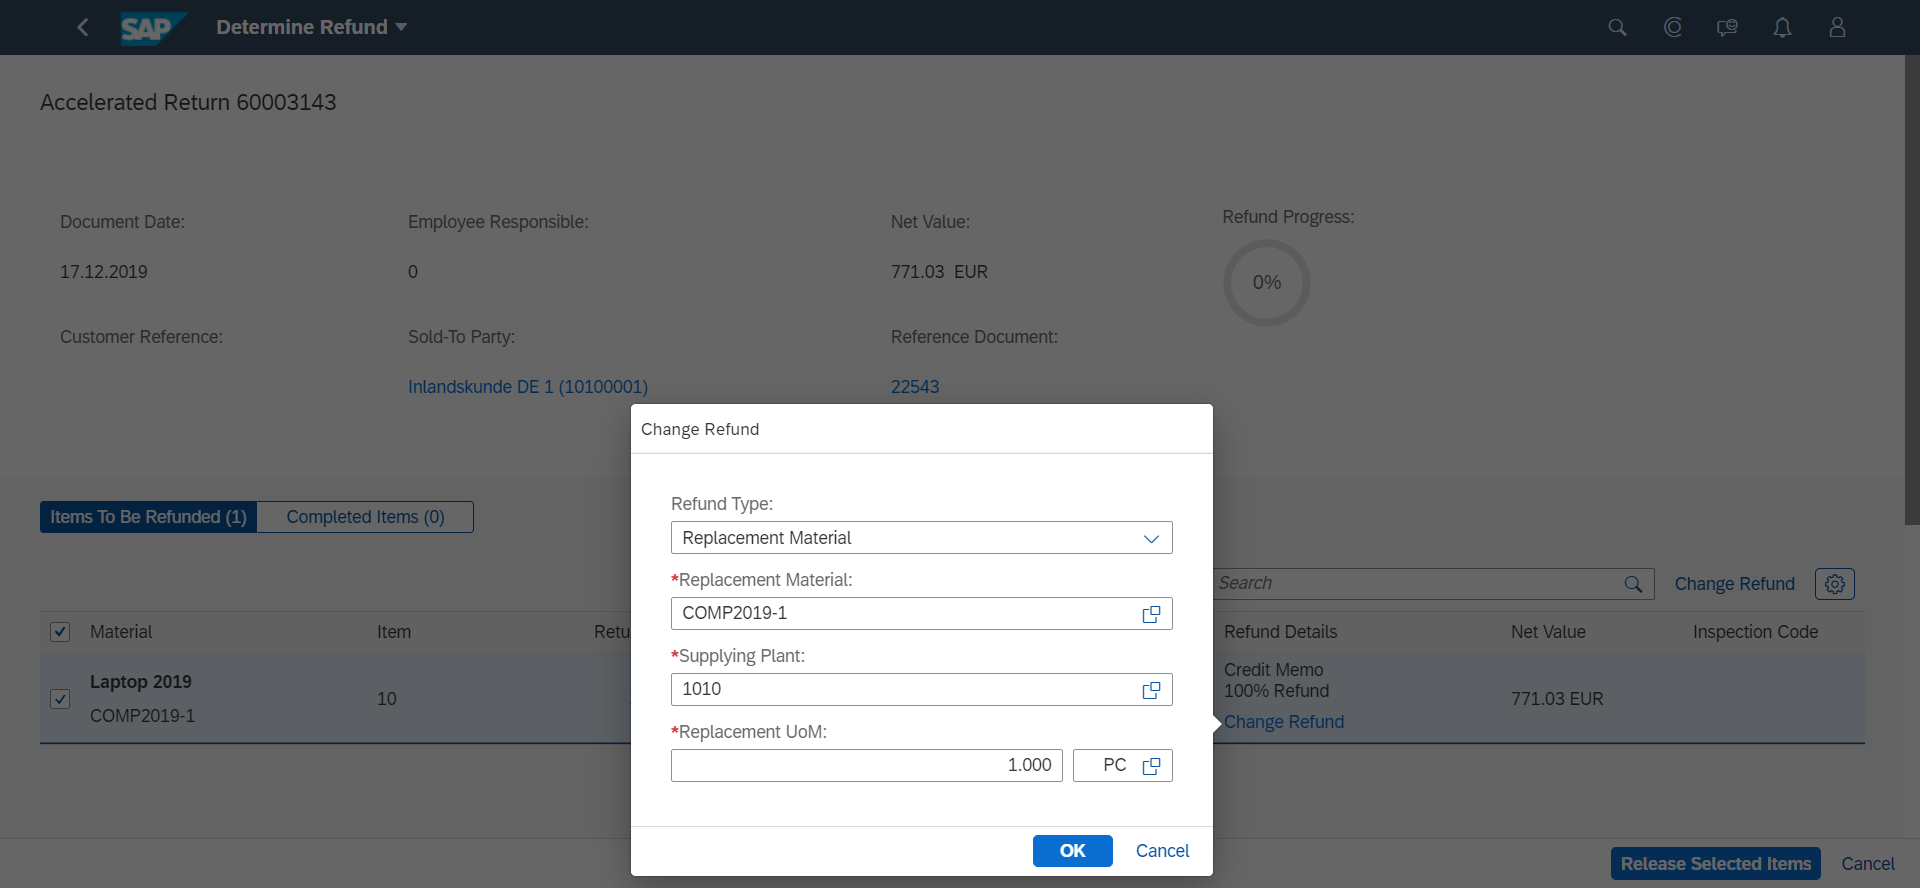 SAP
Determine Refund
Accelerated Return 60003143
Document Date:
Employee Responsible:
Net Value:
Refund Progress:
17.12.2019
0
771.03 EUR
0%
Customer Reference:
Sold-To Party:
Reference Document:
Inlandskunde DE 1 (10100001)
22543
Change Refund
Refund Type:
Replacement Material
*Replacement Material:
COMP2019-1
*Supplying Plant:
1010
*Replacement UoM:
1.000 PC
OK Cancel
Items To Be Refunded (1) Completed Items (0)
Search
Change Refund
Material Item Retu Refund Details Net Value Inspection Code
Laptop 2019
COMP2019-1
10
Credit Memo
100% Refund
Change Refund
771.03 EUR
Release Selected Items Cancel